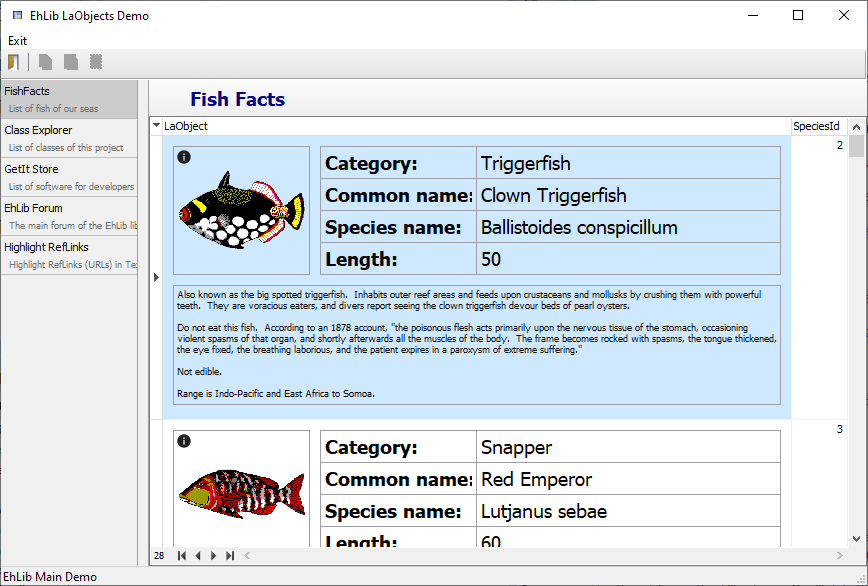 EhLib LaObjects Demo
Exit
FishFacts
List of fish of our seas
Class Explorer
List of classes of this project
GetIt Store
List of software for developers
EhLib Forum
The main forum of the EhLib lib
Highlight RefLinks
Highlight RefLinks (URLs) in Te
Fish Facts
LaObject
SpeciesId
2
Category: Triggerfish
Common name: Clown Triggerfish
Species name: Ballistoides conspicillum
Length: 50
Also known as the big spotted triggerfish.  Inhabits outer reef areas and feeds upon crustaceans and mollusks by crushing them with powerful
teeth.  They are voracious eaters, and divers report seeing the clown triggerfish devour beds of pearl oysters.
Do not eat this fish.  According to an 1878 account, "the poisonous flesh acts primarily upon the nervous tissue of the stomach, occasioning
violent spasms of that organ, and shortly afterwards all the muscles of the body.  The frame becomes rocked with spasms, the tongue thickened,
the eye fixed, the breathing laborious, and the patient expires in a paroxysm of extreme suffering."
Not edible.
Range is Indo-Pacific and East Africa to Somoa.
3
Category: Snapper
Common name: Red Emperor
Species name: Lutjanus sebae
Length: 60
28
EhLib Main Demo